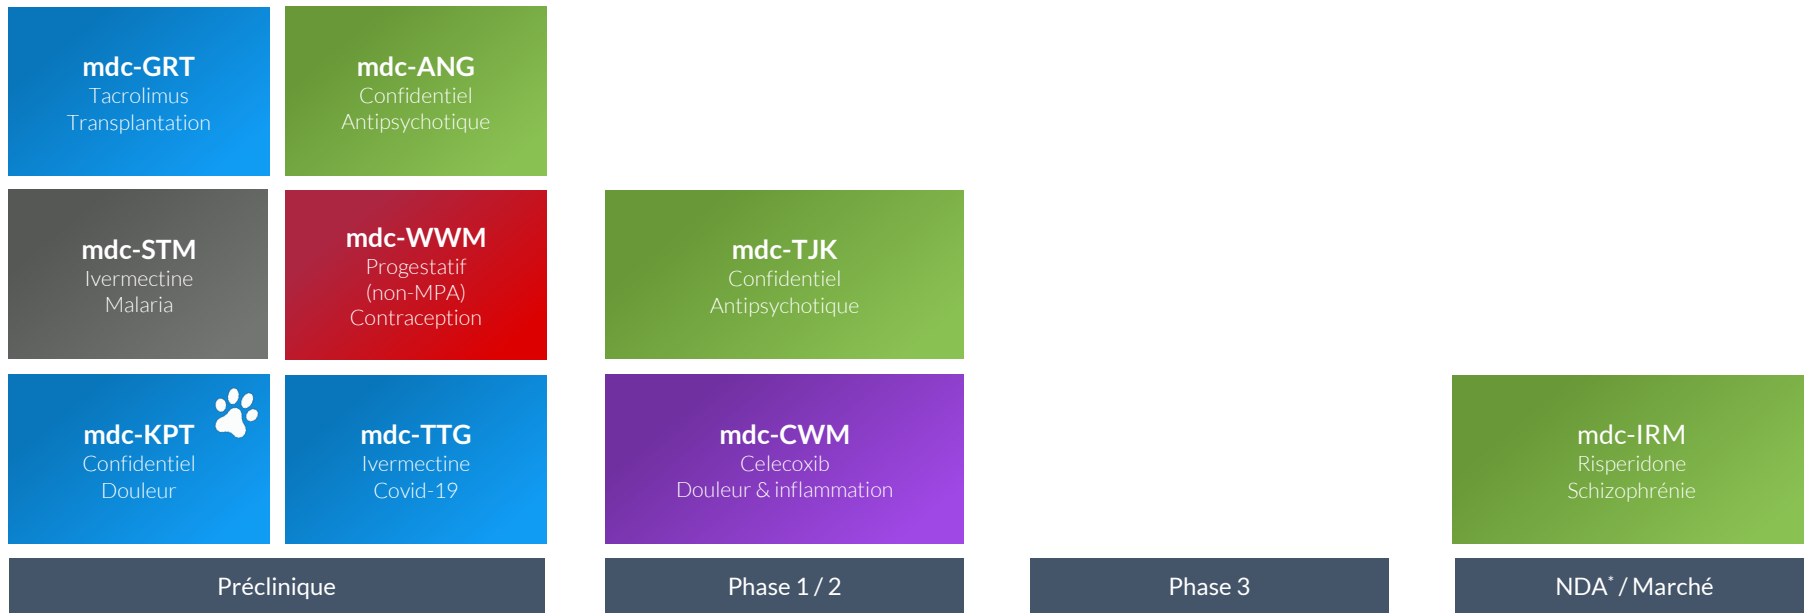 mdc-GRT
Tacrolimus
Transplantation
mdc-ANG
Confidentiel
Antipsychotique
mdc-STM
Ivermectine
Malaria
mdc-WWM
Progestatif
(non-MPA)
Contraception
mdc-TJK
Confidentiel
Antipsychotique
mdc-KPT
Confidentiel
Douleur
mdc-TTG
Ivermectine
Covid-19
mdc-CWM
Celecoxib
Douleur & inflammation
mdc-IRM
Risperidone
Schizophrénie
Préclinique
Phase 1 / 2
Phase 3
NDA* / Marché